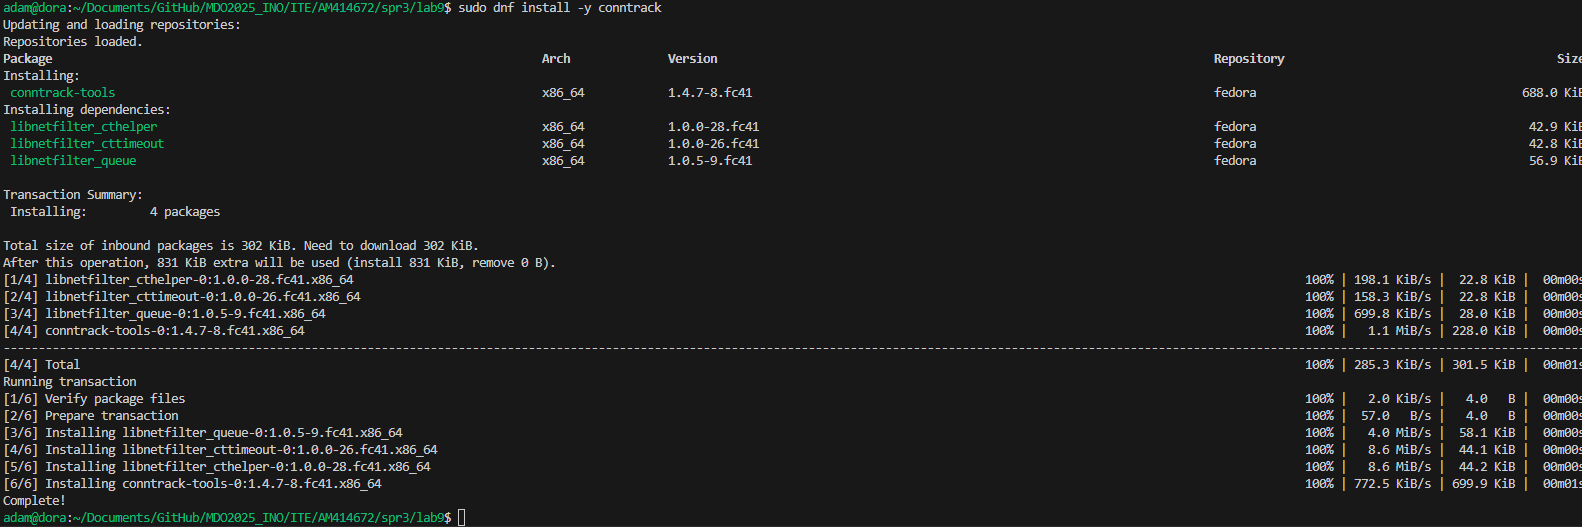 adam@dora:~/Documents/GitHub/MDO2025_INO/ITE/AM414672/spr3/lab9$ sudo dnf install -y conntrack
Updating and loading repositories:
Repositories loaded.
Package Arch Version Repository Size
Installing:
conntrack-tools x86_64 1.4.7-8.fc41 fedora 688.0 KiB
Installing dependencies:
libnetfilter_cthelper x86_64 1.0.0-28.fc41 fedora 42.9 KiB
libnetfilter_cttimeout x86_64 1.0.0-26.fc41 fedora 42.8 KiB
libnetfilter_queue x86_64 1.0.5-9.fc41 fedora 56.9 KiB
Transaction Summary:
Installing: 4 packages
Total size of inbound packages is 302 KiB. Need to download 302 KiB.
After this operation, 831 KiB extra will be used (install 831 KiB, remove 0 B).
[1/4] libnetfilter_cthelper-0:1.0.0-28.fc41.x86_64 100% | 198.1 KiB/s | 22.8 KiB | 00m00s
[2/4] libnetfilter_cttimeout-0:1.0.0-26.fc41.x86_64 100% | 158.3 KiB/s | 22.8 KiB | 00m00s
[3/4] libnetfilter_queue-0:1.0.5-9.fc41.x86_64 100% | 699.8 KiB/s | 28.0 KiB | 00m00s
[4/4] conntrack-tools-0:1.4.7-8.fc41.x86_64 100% | 1.1 MiB/s | 228.0 KiB | 00m00s
[4/4] Total 100% | 285.3 KiB/s | 301.5 KiB | 00m01s
Running transaction
[1/6] Verify package files 100% | 2.0 KiB/s | 4.0 B | 00m00s
[2/6] Prepare transaction 100% | 57.0 B/s | 4.0 B | 00m00s
[3/6] Installing libnetfilter_queue-0:1.0.5-9.fc41.x86_64 100% | 4.0 MiB/s | 58.1 KiB | 00m00s
[4/6] Installing libnetfilter_cttimeout-0:1.0.0-26.fc41.x86_64 100% | 8.6 MiB/s | 44.1 KiB | 00m00s
[5/6] Installing libnetfilter_cthelper-0:1.0.0-28.fc41.x86_64 100% | 8.6 MiB/s | 44.2 KiB | 00m00s
[6/6] Installing conntrack-tools-0:1.4.7-8.fc41.x86_64 100% | 772.5 KiB/s | 699.9 KiB | 00m01s
Complete!
adam@dora:~/Documents/GitHub/MDO2025_INO/ITE/AM414672/spr3/lab9$